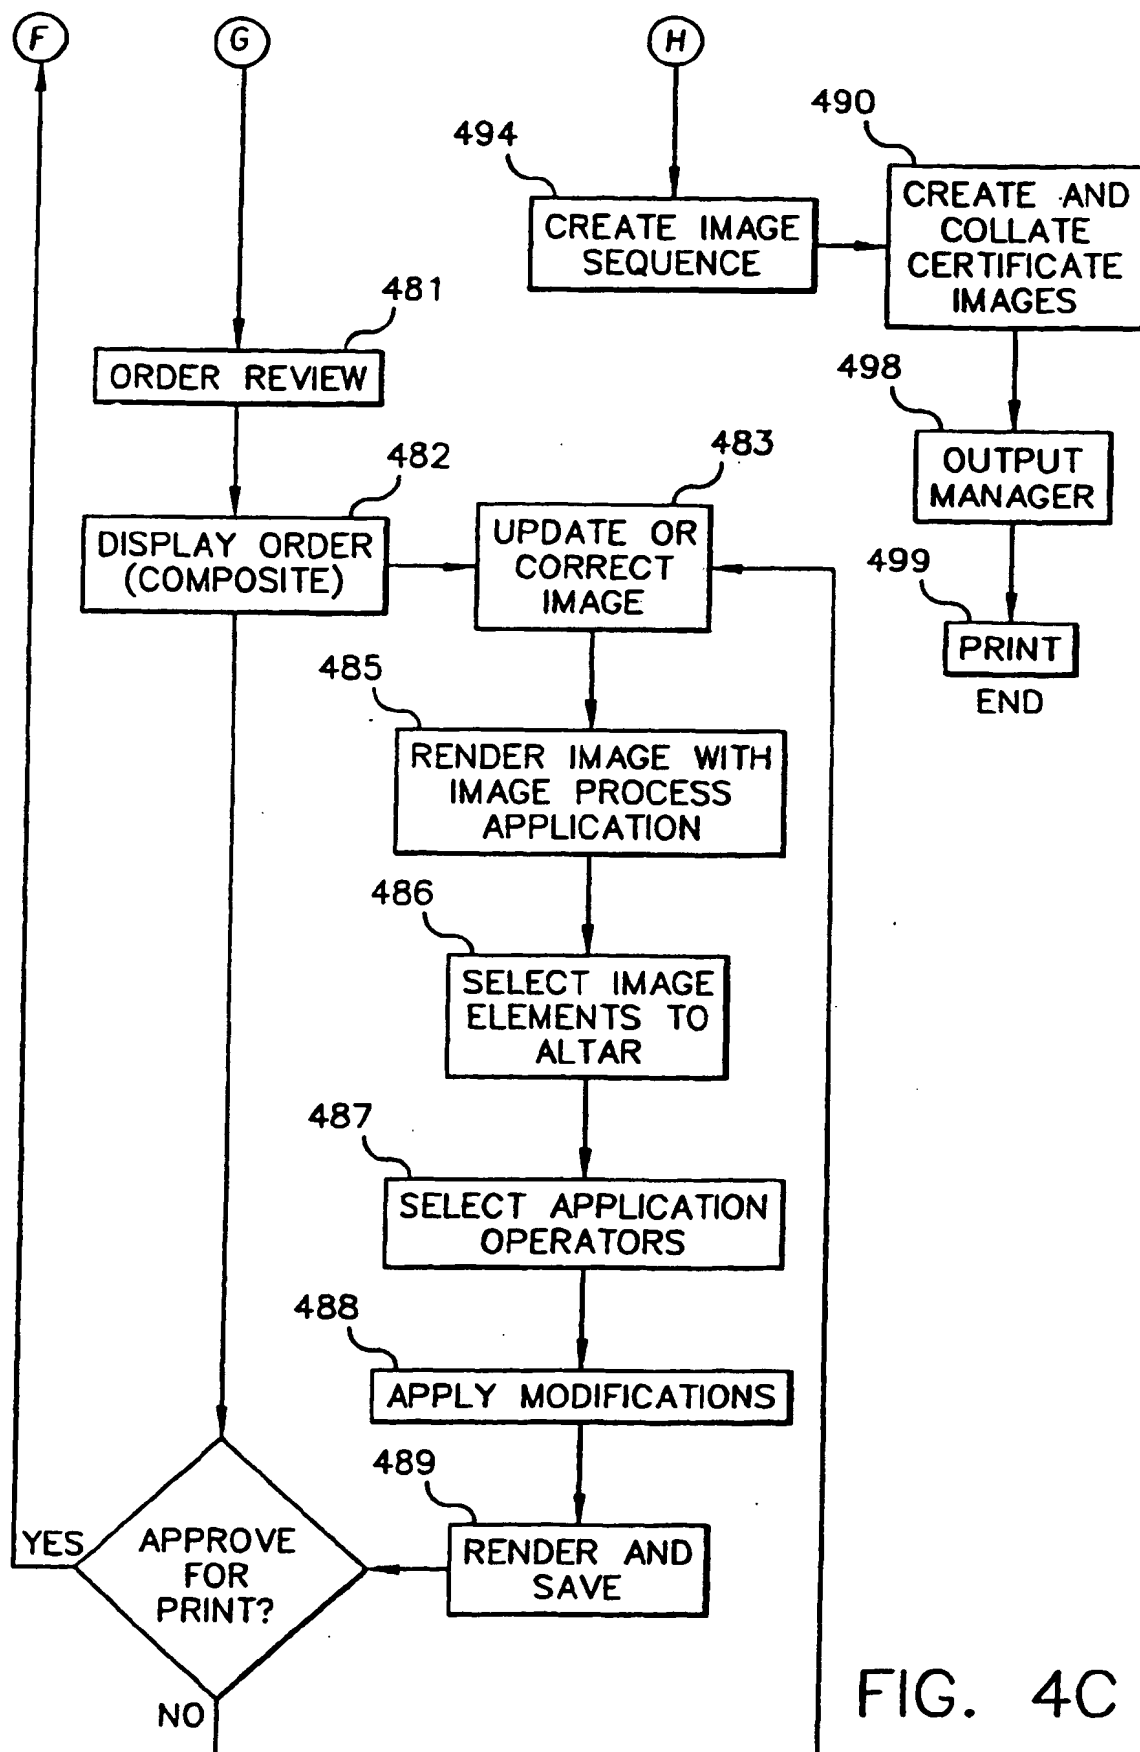 F
G
H
490
494
CREATE AND
COLLATE
CERTIFICATE
IMAGES
CREATE IMAGE
SEQUENCE
481
ORDER REVIEW
498
OUTPUT
MANAGER
482
483
DISPLAY ORDER
(COMPOSITE)
UPDATE OR
CORRECT
IMAGE
499
PRINT
END
485
RENDER IMAGE WITH
IMAGE PROCESS
APPLICATION
486
SELECT IMAGE
ELEMENTS TO
ALTAR
487
SELECT APPLICATION
OPERATORS
488
APPLY MODIFICATIONS
489
RENDER AND
SAVE
YES
APPROVE
FOR
PRINT?
NO
FIG. 4C